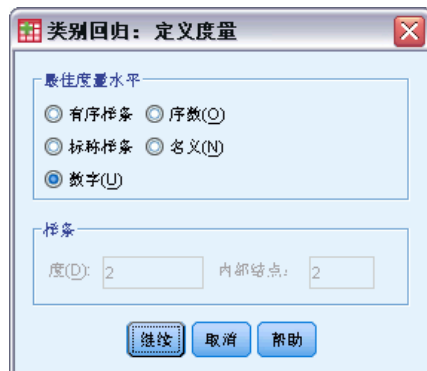 类别回归：定义度量
最佳度量水平
有序样条 序数(O)
标称样条 名义(N)
数字(U)
样条
度(D): 2 内部结点： 2
继续 取消 帮助